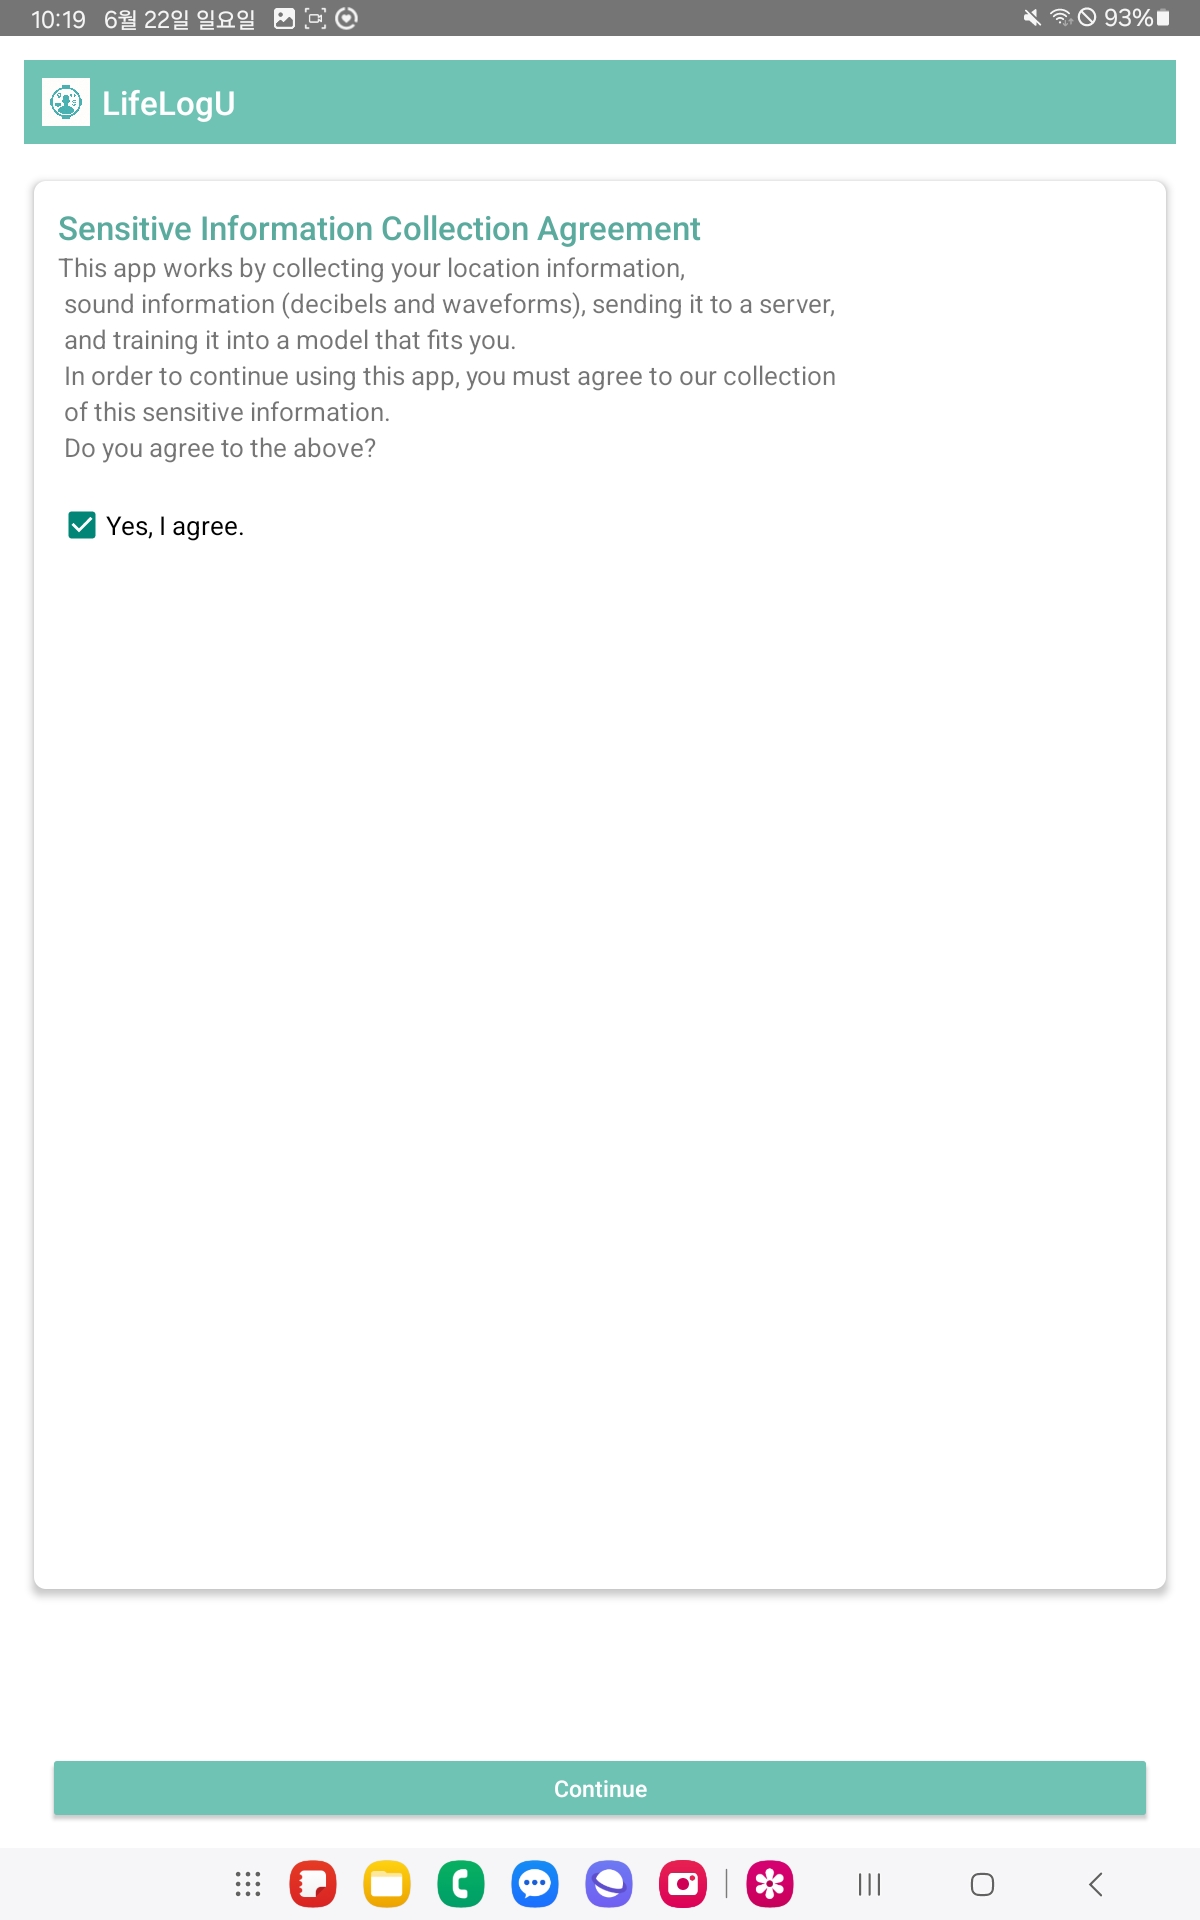 10:19 6월 22일 일요일 93%
LifeLogU
Sensitive Information Collection Agreement
This app works by collecting your location information,
sound information (decibels and waveforms), sending it to a server,
and training it into a model that fits you.
In order to continue using this app, you must agree to our collection
of this sensitive information.
Do you agree to the above?
Yes, I agree.
Continue